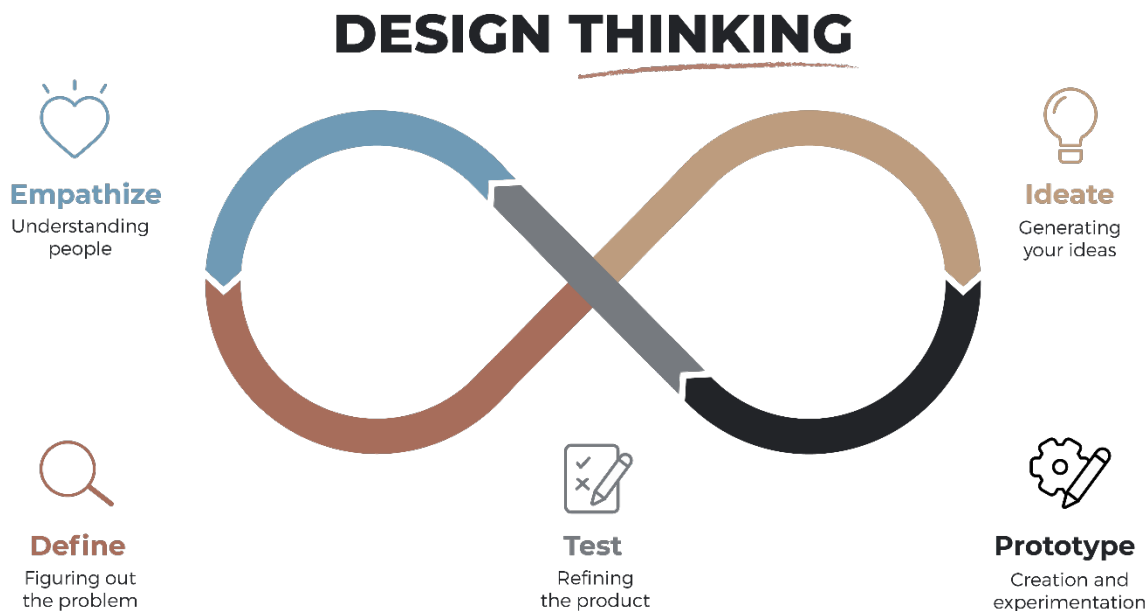 DESIGN THINKING
Empathize
Understanding
people
Ideate
Generating
your ideas
Define
Figuring out
the problem
Test
Refining
the product
Prototype
Creation and
experimentation